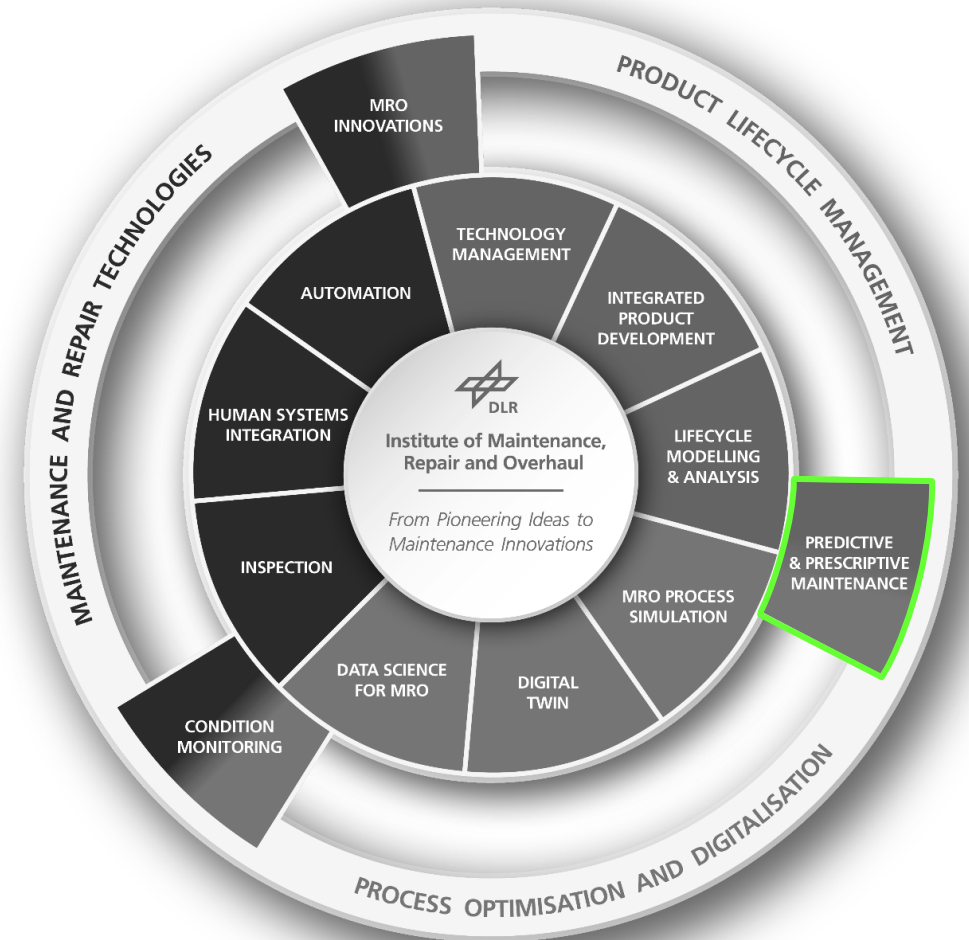 PRODUCT LIFECYCLE MANAGEMENT
MAINTENANCE AND REPAIR TECHNOLOGIES
PROCESS OPTIMISATION AND DIGITALISATION
MRO
INNOVATIONS
PREDICTIVE
& PRESCRIPTIVE
MAINTENANCE
CONDITION
MONITORING
TECHNOLOGY
MANAGEMENT
INTEGRATED
PRODUCT
DEVELOPMENT
LIFECYCLE
MODELLING
& ANALYSIS
MRO PROCESS
SIMULATION
DIGITAL
TWIN
DATA SCIENCE
FOR MRO
INSPECTION
HUMAN SYSTEMS
INTEGRATION
AUTOMATION
DLR
Institute of Maintenance,
Repair and Overhaul
From Pioneering Ideas to
Maintenance Innovations